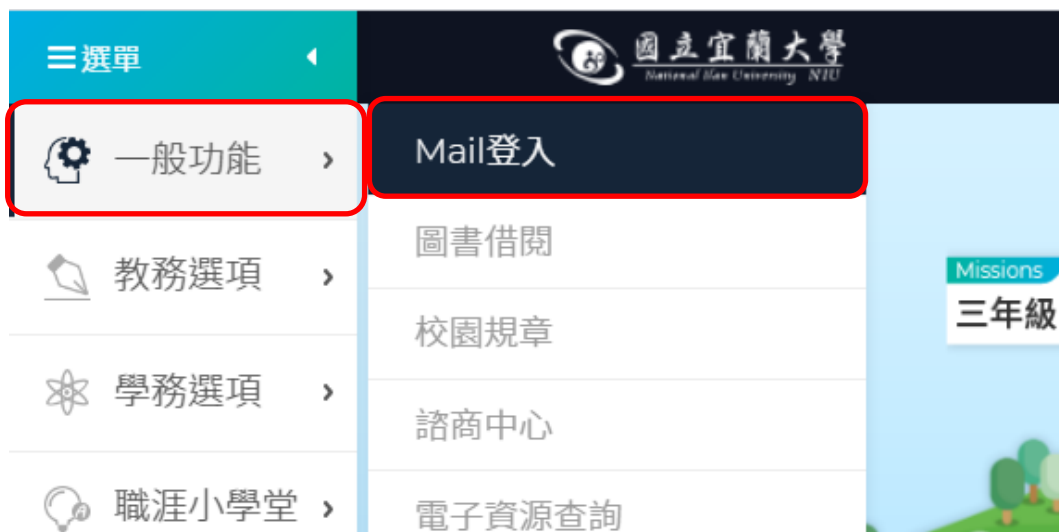 選單
國立宜蘭大學
National Ilan University NIU
一般功能
Mail登入
圖書借閱
教務選項
校園規章
Missions
三年級
學務選項
諮商中心
職涯小學堂
電子資源查詢